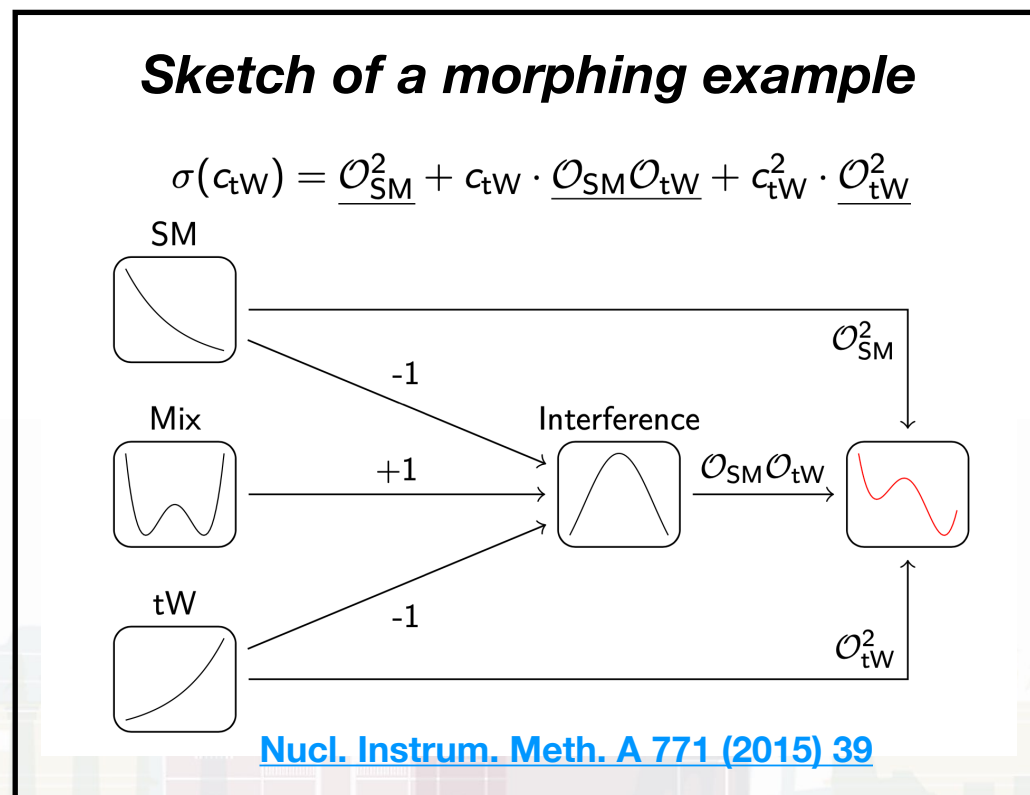 Sketch of a morphing example
σ(c_tW) = 𝒪²_SM + c_tW · 𝒪_SM𝒪_tW + c²_tW · 𝒪²_tW
SM
𝒪²_SM
-1
Mix
Interference
+1
𝒪_SM𝒪_tW
tW
-1
𝒪²_tW
Nucl. Instrum. Meth. A 771 (2015) 39